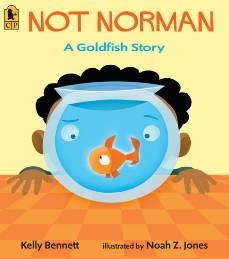 NOT NORMAN
A Goldfish Story
Kelly Bennett illustrated by Noah Z. Jones